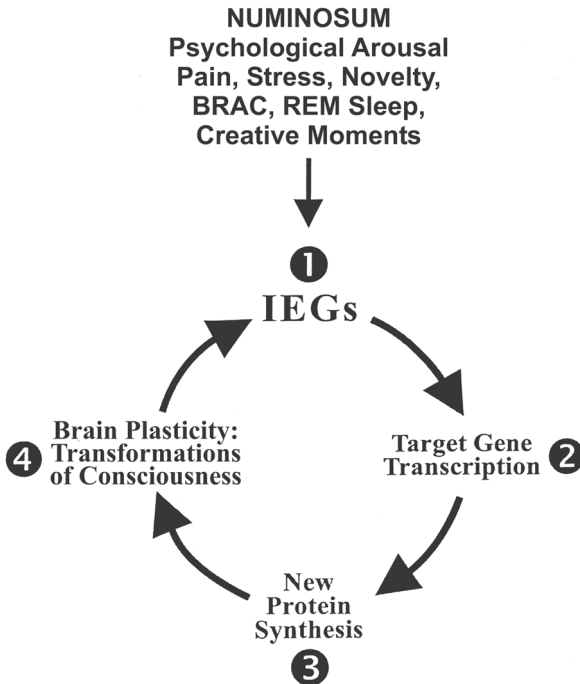 NUMINOSUM
Psychological Arousal
Pain, Stress, Novelty,
BRAC, REM Sleep,
Creative Moments
1
IEGs
Target Gene
Transcription 2
New
Protein
Synthesis
3
Brain Plasticity:
4 Transformations
of Consciousness